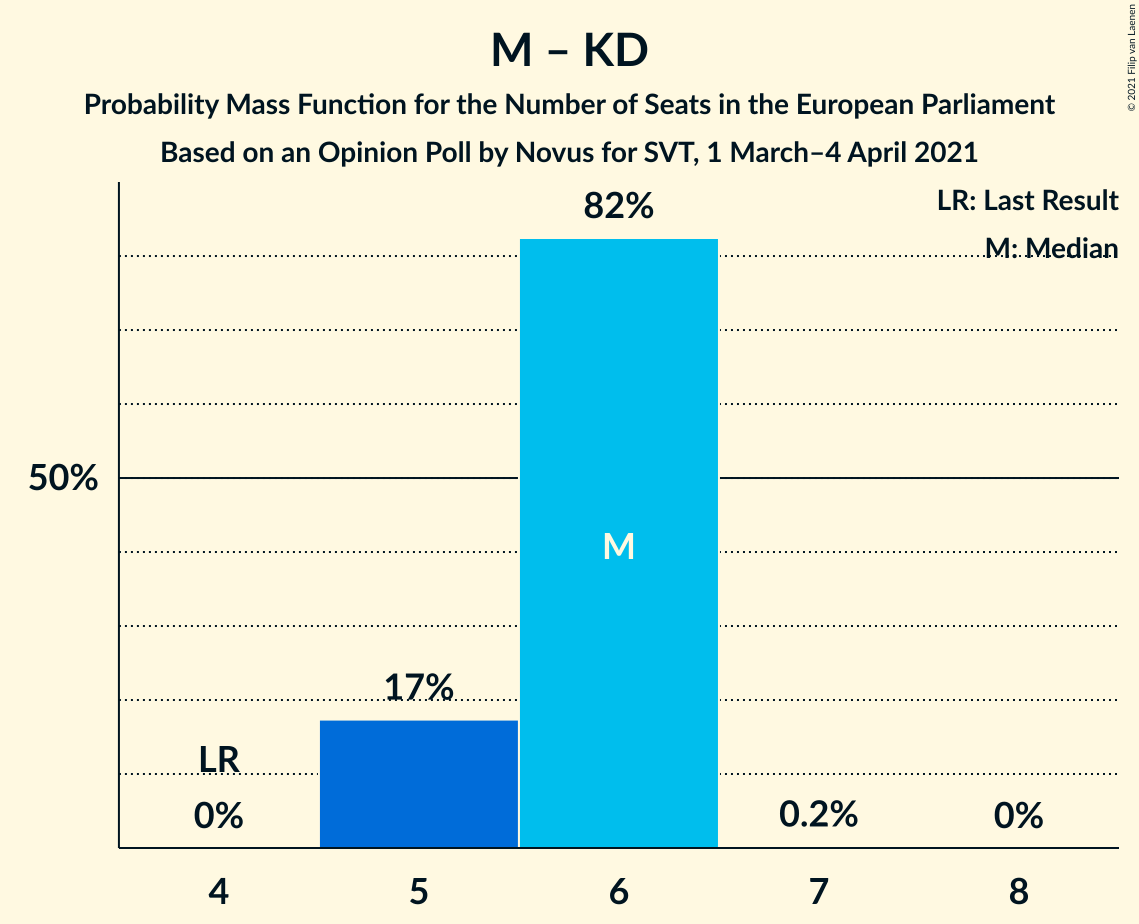 M – KD
Probability Mass Function for the Number of Seats in the European Parliament
Based on an Opinion Poll by Novus for SVT, 1 March–4 April 2021
© 2021 Filip van Laenen
LR: Last Result
M: Median
82%
50%
M
17%
LR
0%
0.2%
0%
4 5 6 7 8